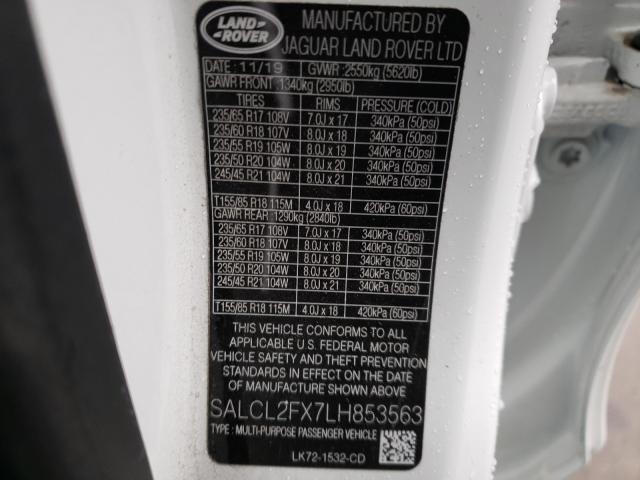 LAND-
ROVER
MANUFACTURED BY
JAGUAR LAND ROVER LTD
DATE : 11/19 GVWR :2550kg (5620lb)
GAWR FRONT : 1340kg (2950lb)
TIRES RIMS PRESSURE (COLD)
235/65 R17 108V 7.0J x 17 340kPa (50psi)
235/60 R18 107V 8.0J x 18 340kPa (50psi)
235/55 R19 105W 8.0J x 19 340kPa (50psi)
235/50 R20 104W 8.0J x 20 340kPa (50psi)
245/45 R21 104W 8.0J x 21 340kPa (50psi)
T155/85 R18 115M 4.0J x 18 420kPa (60psi)
GAWR REAR : 1290kg (2840lb)
235/65 R17 108V 7.0J x 17 340kPa (50psi)
235/60 R18 107V 8.0J x 18 340kPa (50psi)
235/55 R19 105W 8.0J x 19 340kPa (50psi)
235/50 R20 104W 8.0J x 20 340kPa (50psi)
245/45 R21 104W 8.0J x 21 340kPa (50psi)
T155/85 R18 115M 4.0J x 18 420kPa (60psi)
THIS VEHICLE CONFORMS TO ALL
APPLICABLE U.S. FEDERAL MOTOR
VEHICLE SAFETY AND THEFT PREVENTION
STANDARDS IN EFFECT ON THE DATE OF
MANUFACTURE SHOWN ABOVE
SALCL2FX7LH853563
TYPE : MULTI-PURPOSE PASSENGER VEHICLE
LK72-1532-CD